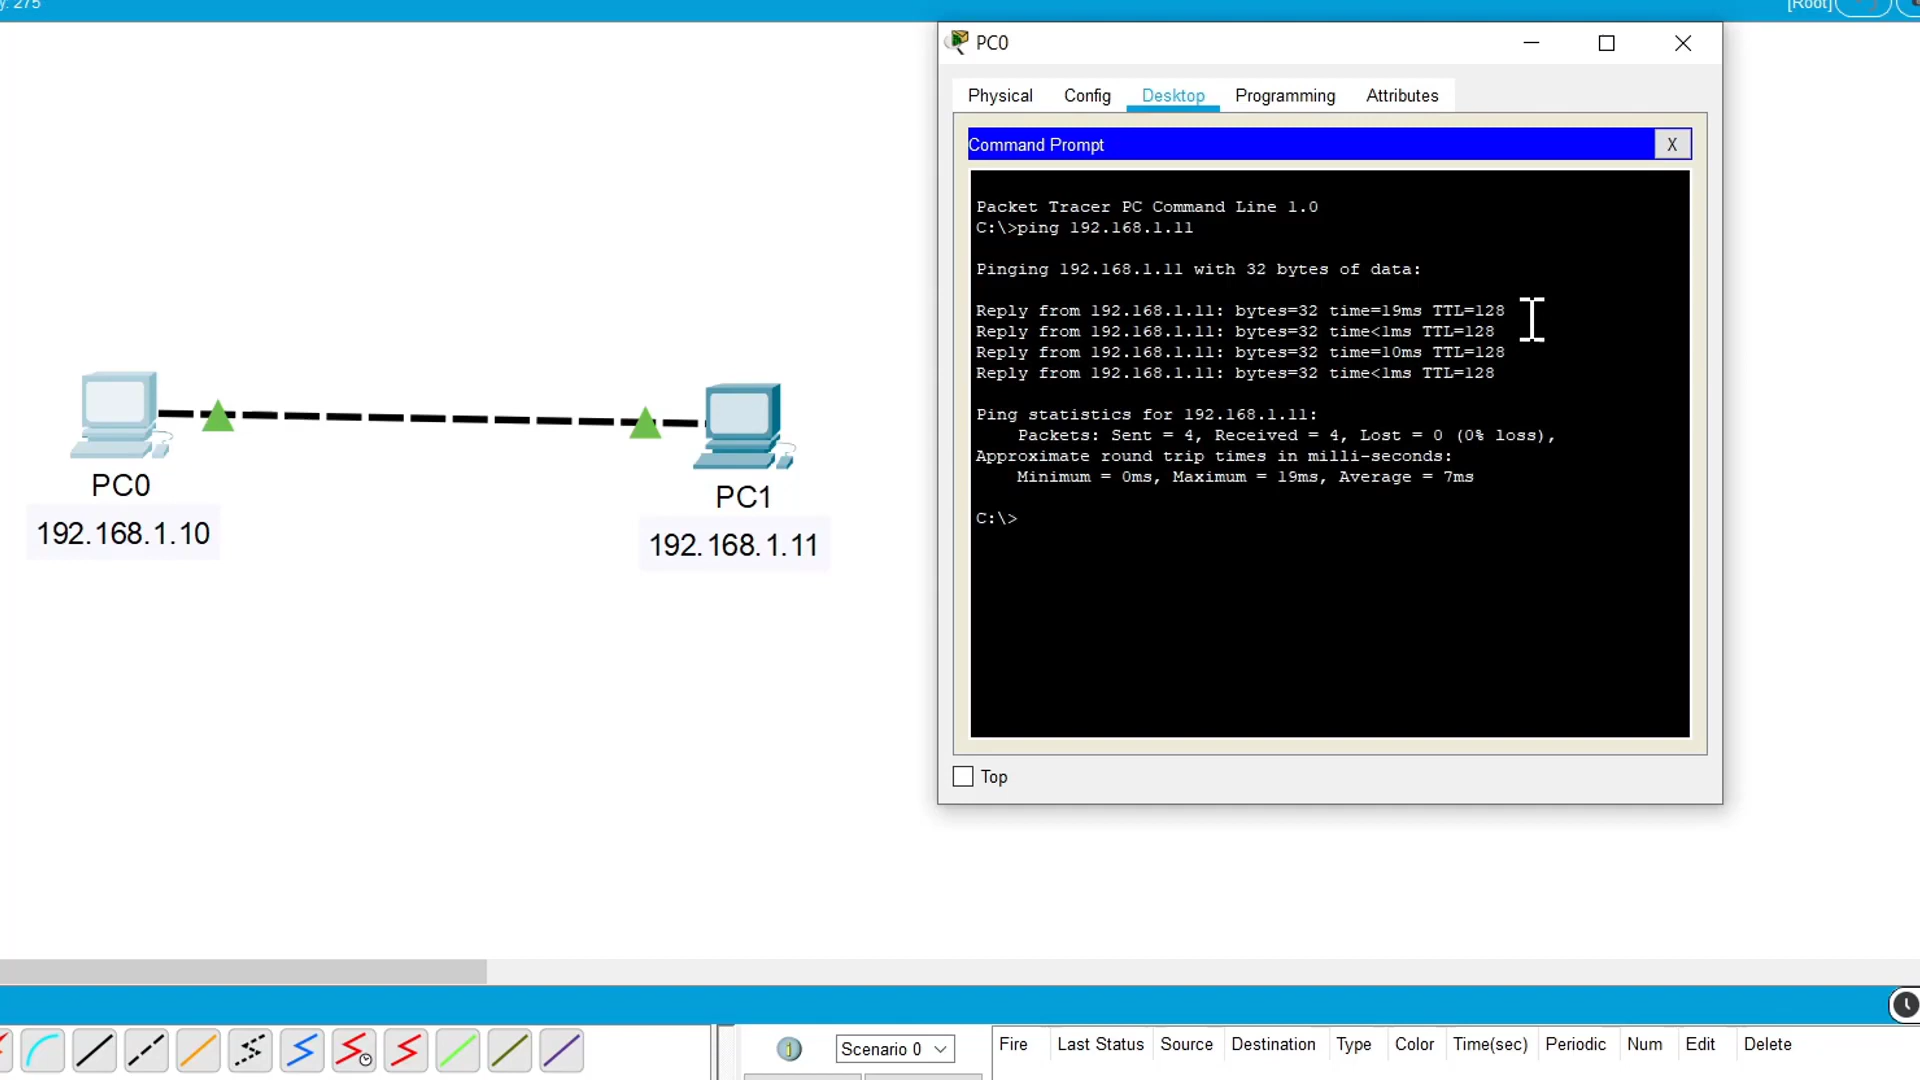 y: 275
[Root]
PC0
Physical Config Desktop Programming Attributes
Command Prompt
X
Packet Tracer PC Command Line 1.0
C:\>ping 192.168.1.11
Pinging 192.168.1.11 with 32 bytes of data:
Reply from 192.168.1.11: bytes=32 time=19ms TTL=128
Reply from 192.168.1.11: bytes=32 time<1ms TTL=128
Reply from 192.168.1.11: bytes=32 time=10ms TTL=128
Reply from 192.168.1.11: bytes=32 time<1ms TTL=128
Ping statistics for 192.168.1.11:
Packets: Sent = 4, Received = 4, Lost = 0 (0% loss),
Approximate round trip times in milli-seconds:
Minimum = 0ms, Maximum = 19ms, Average = 7ms
C:\>
Top
PC0
192.168.1.10
PC1
192.168.1.11
Scenario 0
Fire Last Status Source Destination Type Color Time(sec) Periodic Num Edit Delete